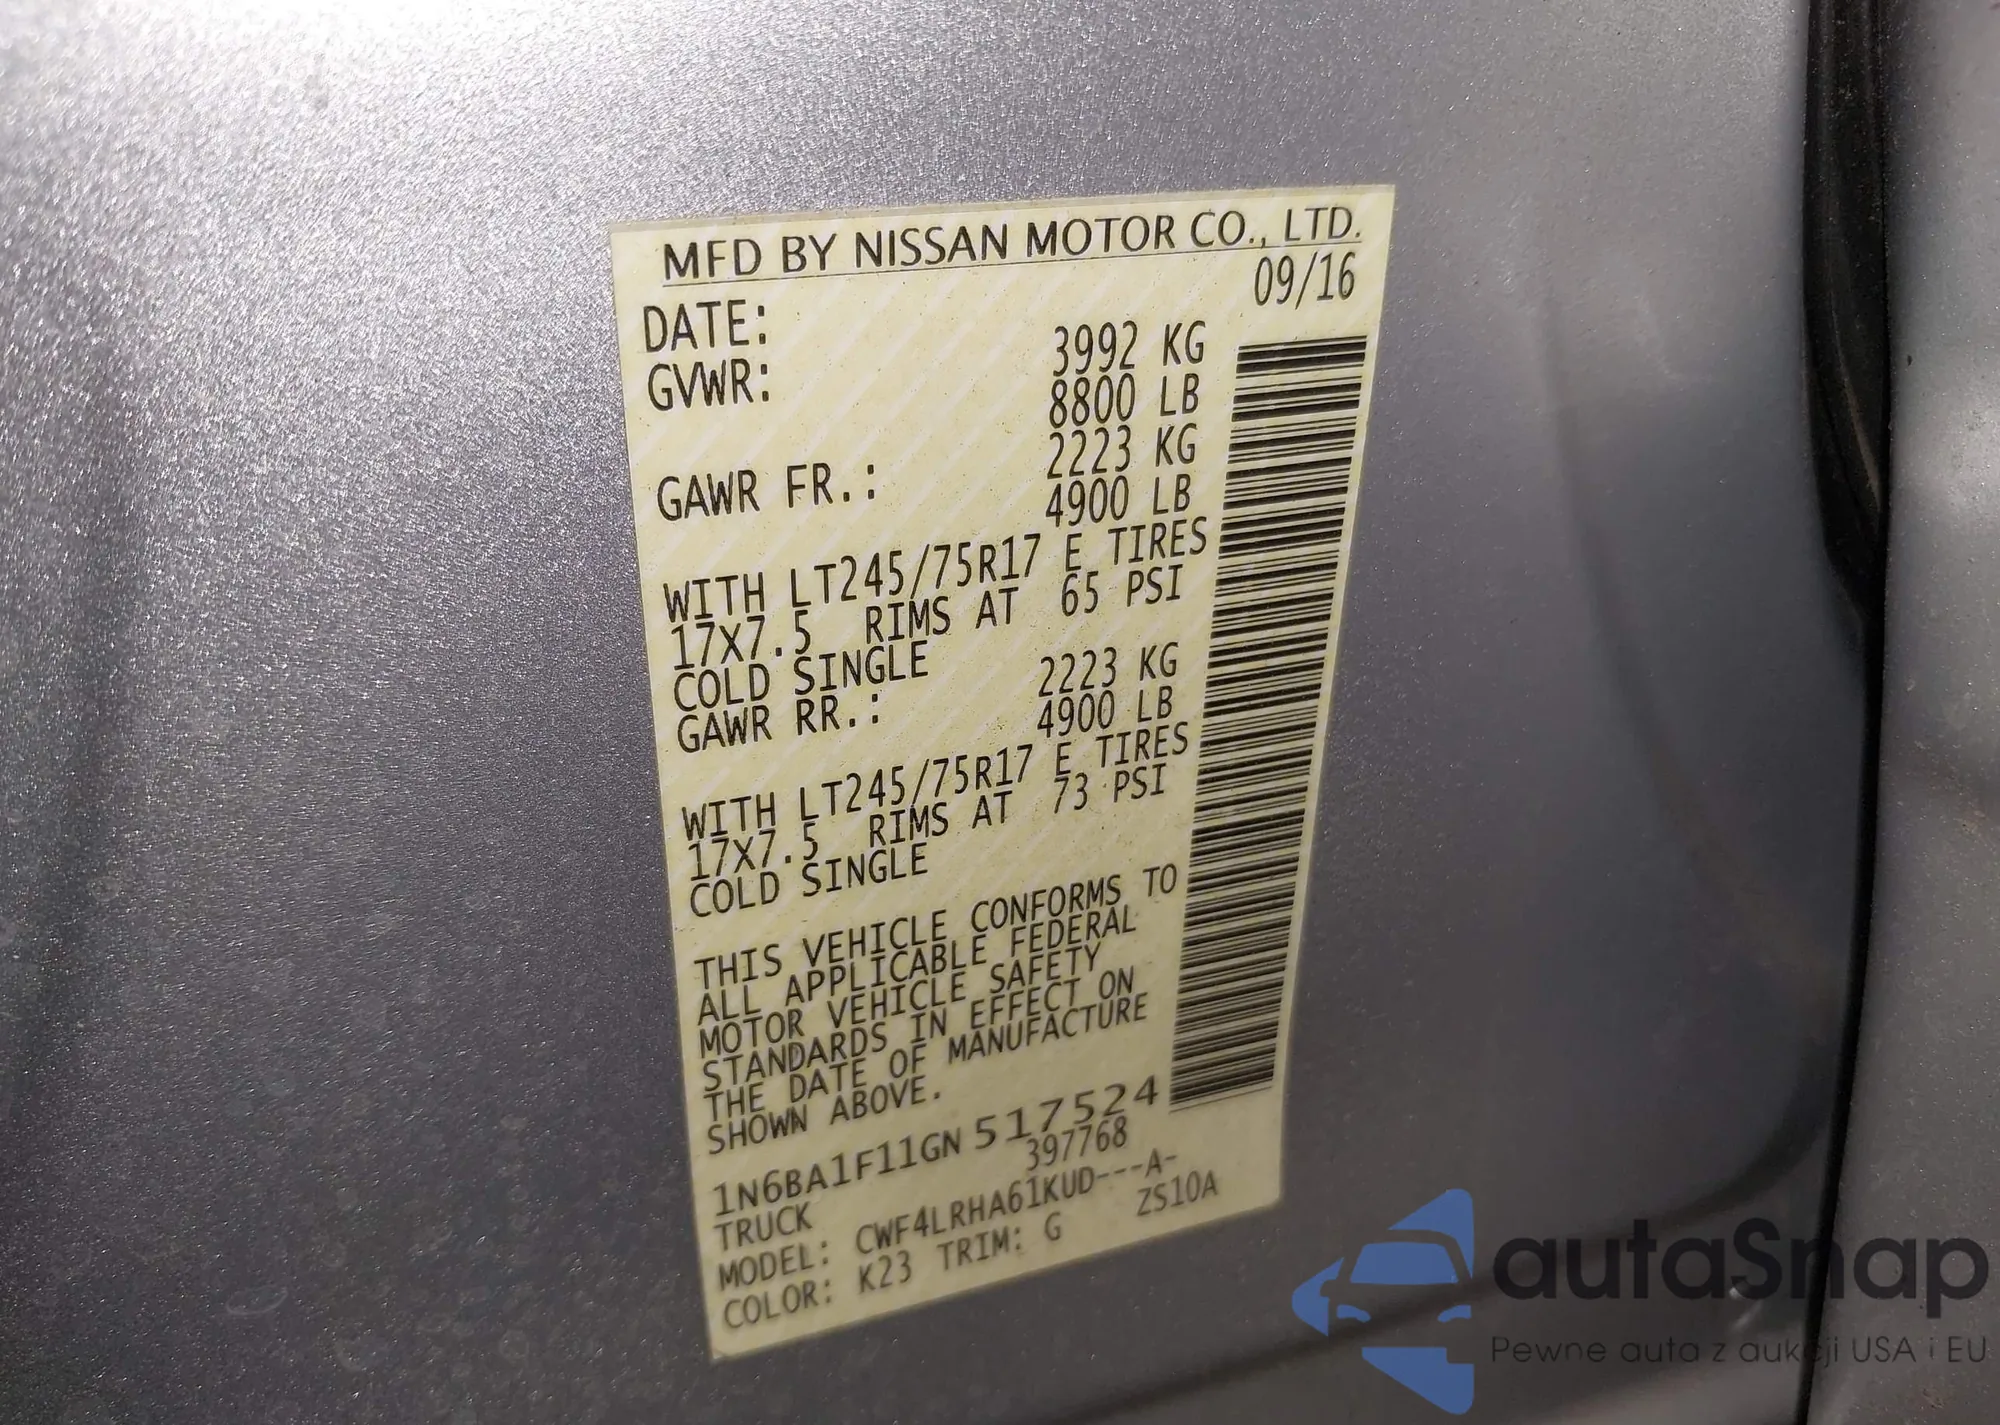 MFD BY NISSAN MOTOR CO., LTD.
DATE: 09/16
GVWR: 3992 KG
8800 LB
GAWR FR.: 2223 KG
4900 LB
WITH LT245/75R17 E TIRES
17X7.5 RIMS AT 65 PSI
COLD SINGLE
GAWR RR.: 2223 KG
4900 LB
WITH LT245/75R17 E TIRES
17X7.5 RIMS AT 73 PSI
COLD SINGLE
THIS VEHICLE CONFORMS TO
ALL APPLICABLE FEDERAL
MOTOR VEHICLE SAFETY
STANDARDS IN EFFECT ON
THE DATE OF MANUFACTURE
SHOWN ABOVE.
1N6BA1F11GN 517524
TRUCK 397768
MODEL: CWF4LRHA61KUD---A-
COLOR: K23 TRIM: G ZS10A
autaSnap
Pewne auta z aukcji USA i EU